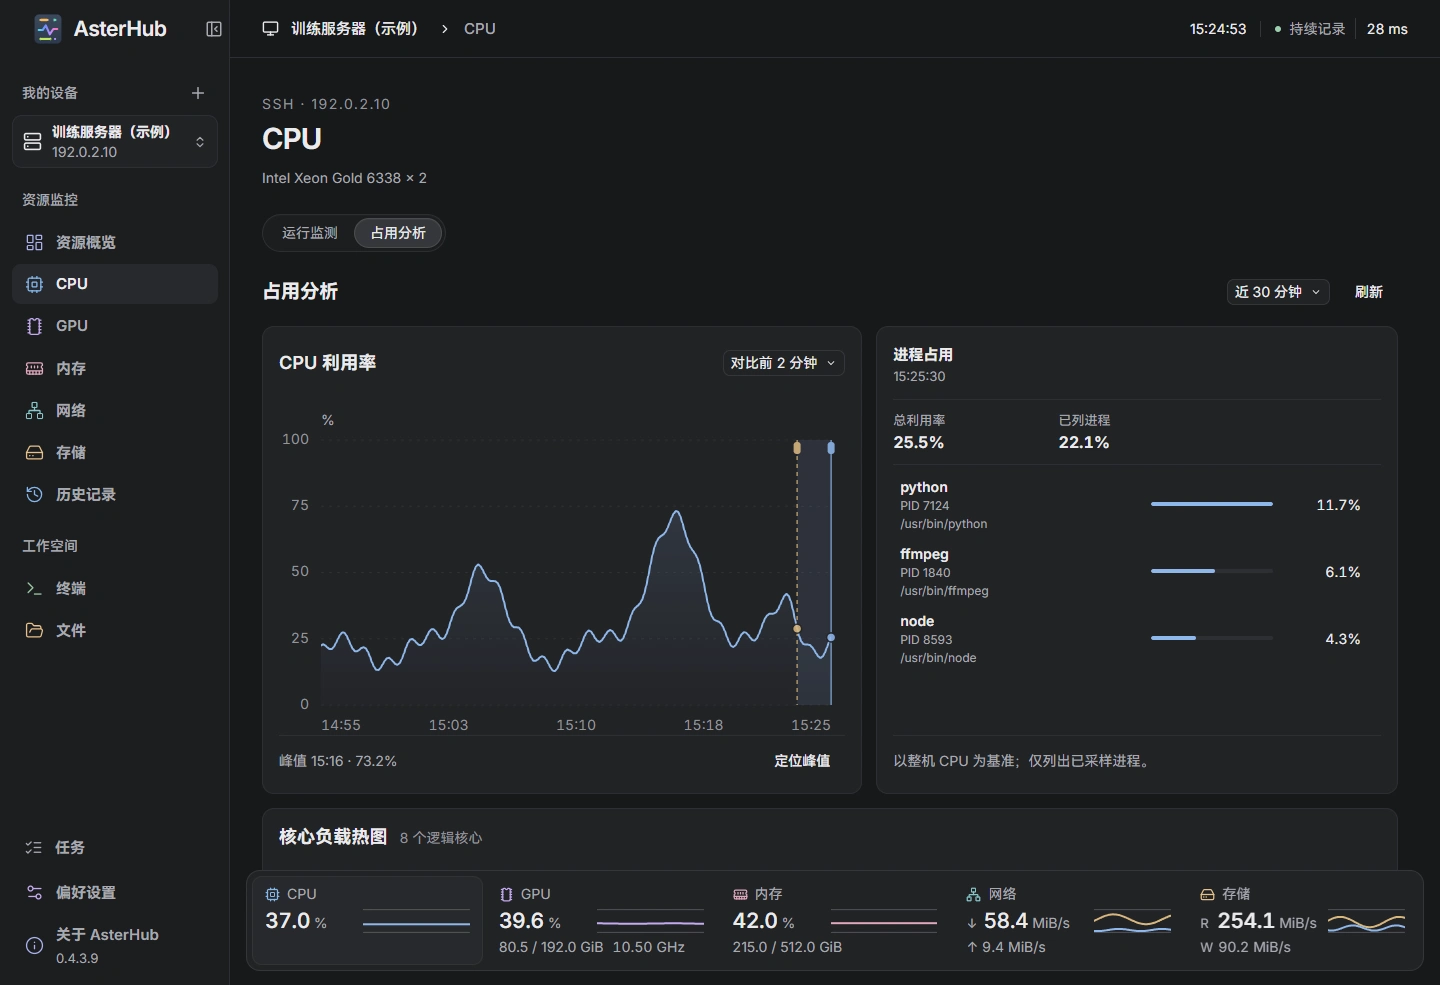 AsterHub
我的设备
训练服务器（示例）
192.0.2.10
资源监控
资源概览
CPU
GPU
内存
网络
存储
历史记录
工作空间
终端
文件
任务
偏好设置
关于 AsterHub
0.4.3.9
训练服务器（示例） › CPU
15:24:53 持续记录 28 ms
SSH · 192.0.2.10
CPU
Intel Xeon Gold 6338 × 2
运行监测 占用分析
占用分析
近 30 分钟 刷新
CPU 利用率
对比前 2 分钟
%
100
75
50
25
0
14:55 15:03 15:10 15:18 15:25
峰值 15:16 · 73.2%
定位峰值
进程占用
15:25:30
总利用率 已列进程
25.5% 22.1%
python
PID 7124
/usr/bin/python
11.7%
ffmpeg
PID 1840
/usr/bin/ffmpeg
6.1%
node
PID 8593
/usr/bin/node
4.3%
以整机 CPU 为基准；仅列出已采样进程。
核心负载热图 8 个逻辑核心
CPU
37.0 %
GPU
39.6 %
80.5 / 192.0 GiB 10.50 GHz
内存
42.0 %
215.0 / 512.0 GiB
网络
↓ 58.4 MiB/s
↑ 9.4 MiB/s
存储
R 254.1 MiB/s
W 90.2 MiB/s